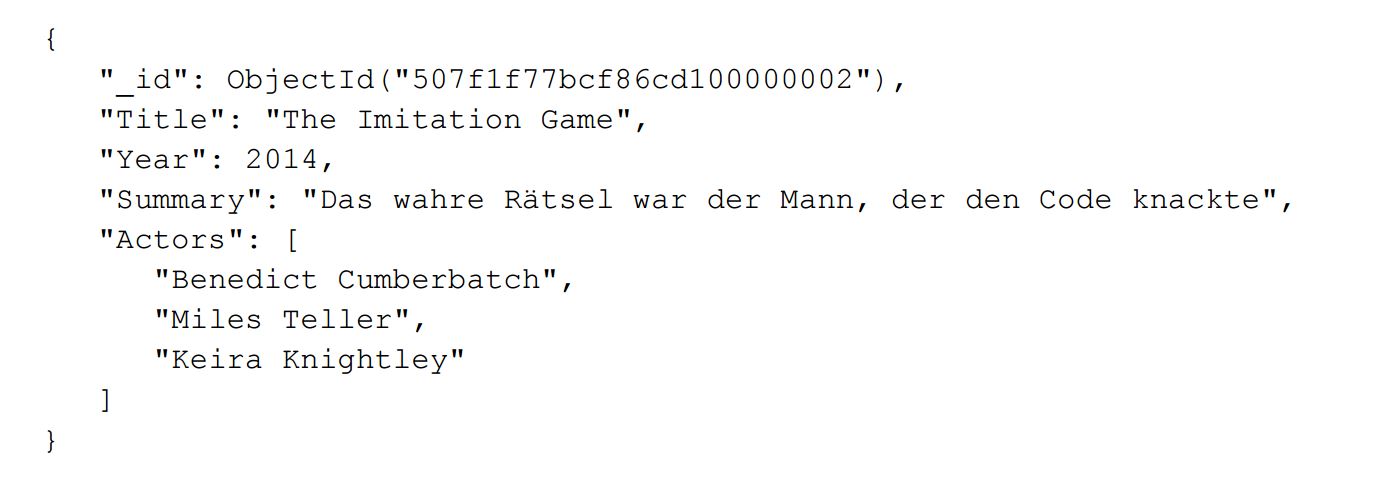 {
"_id": ObjectId("507f1f77bcf86cd100000002"),
"Title": "The Imitation Game",
"Year": 2014,
"Summary": "Das wahre Rätsel war der Mann, der den Code knackte",
"Actors": [
"Benedict Cumberbatch",
"Miles Teller",
"Keira Knightley"
]
}